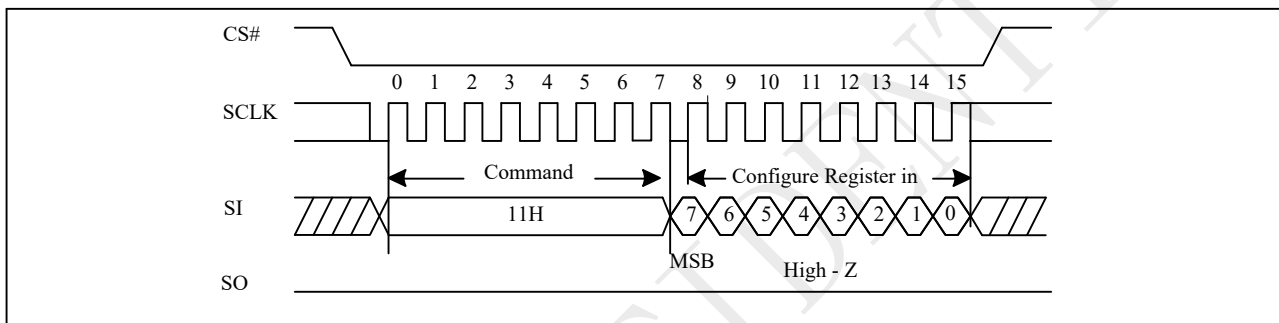 CS#
0 1 2 3 4 5 6 7 8 9 10 11 12 13 14 15
SCLK
Command Configure Register in
SI 11H 7 6 5 4 3 2 1 0
MSB High - Z
SO